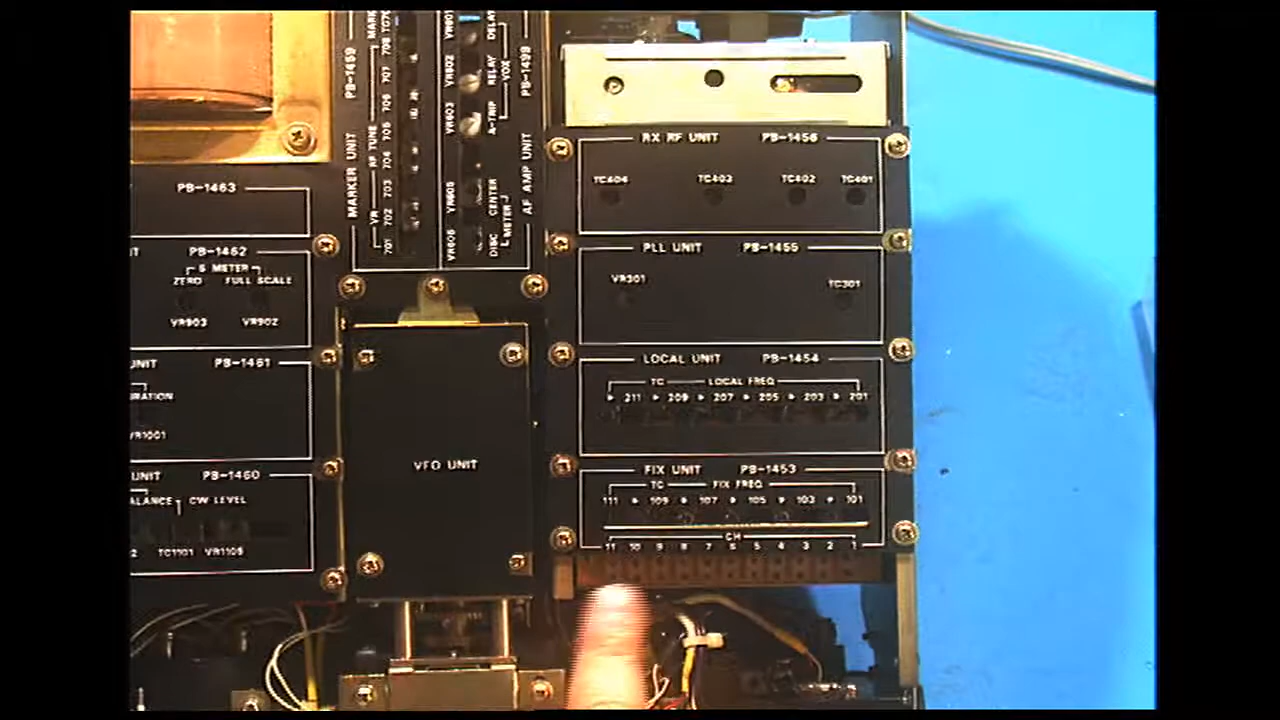 PB-1463
PB-1462
S METER
ZERO FULL SCALE
VR903 VR902
UNIT PB-1461
VR1001
UNIT PB-1460
CW LEVEL
TC1101 VR1105
MARKER UNIT PB-1459
VR RF TUNE
701 702 703 704 705 706 707 708
AF AMP UNIT PB-1499
VR605 VR603 VR602
DISC CENTER A-TRIP RELAY DELAY
METER VOX
VFO UNIT
RX RF UNIT PB-1456
TC404 TC403 TC402 TC401
PLL UNIT PB-1455
VR301 TC301
LOCAL UNIT PB-1454
TC LOCAL FREQ
211 209 207 205 203 201
FIX UNIT PB-1453
TC FIX FREQ
111 109 107 105 103 101
CH
11 10 9 8 7 6 5 4 3 2 1